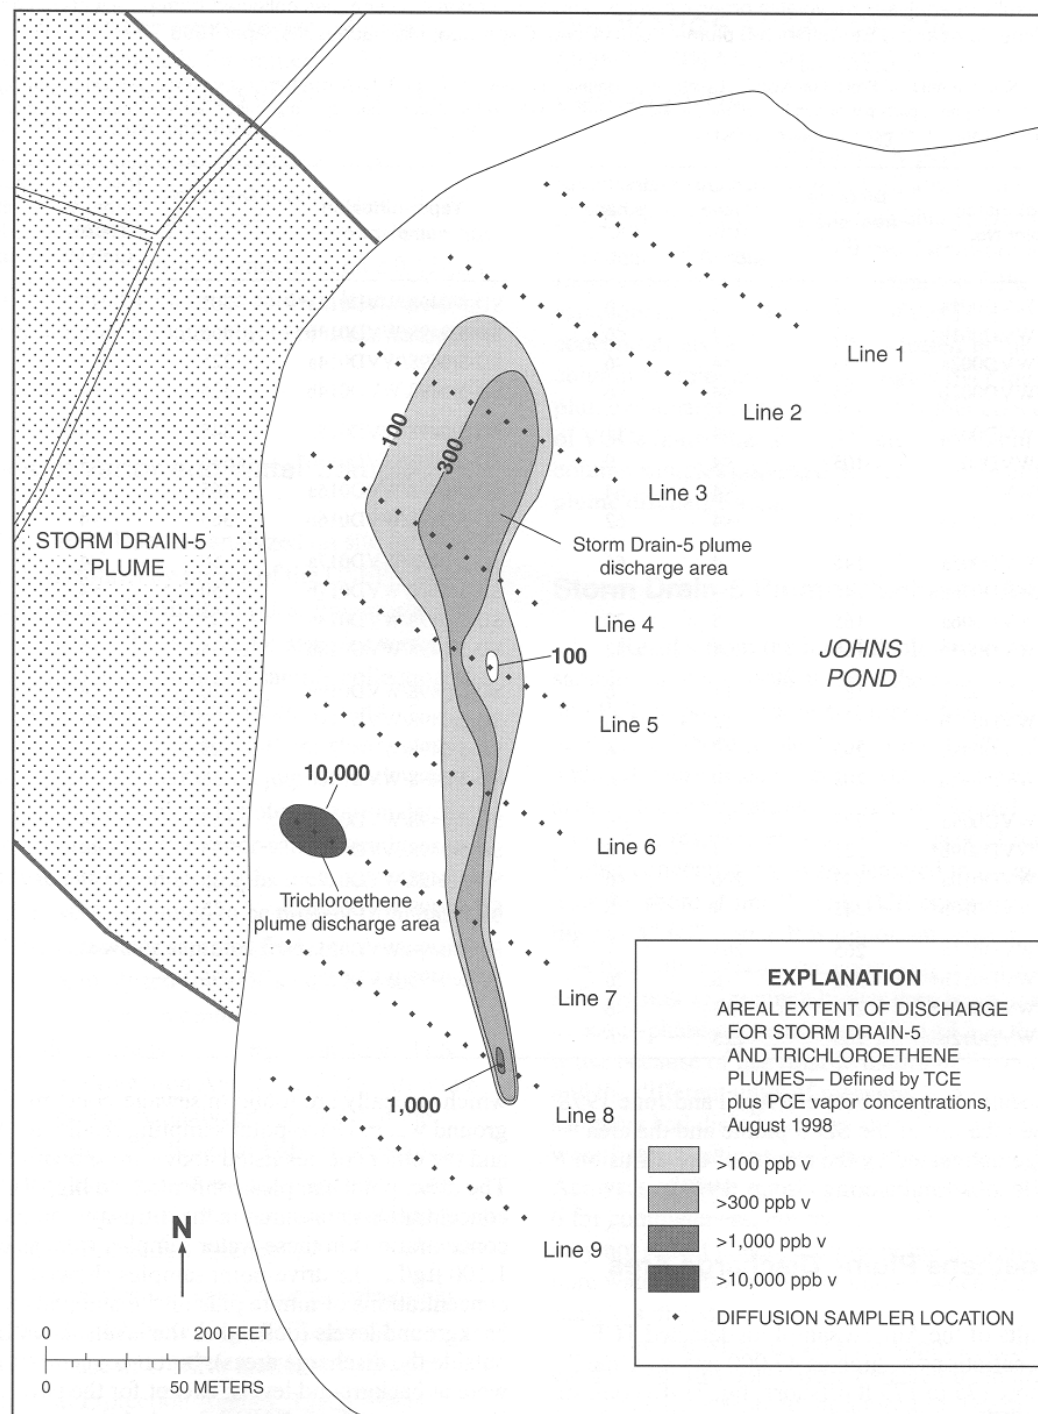 Line 1
Line 2
100
300
Line 3
STORM DRAIN-5
PLUME
Storm Drain-5 plume
discharge area
Line 4
100
JOHNS
POND
Line 5
10,000
Line 6
Trichloroethene
plume discharge area
Line 7
1,000
Line 8
Line 9
N
0 200 FEET
0 50 METERS
EXPLANATION
AREAL EXTENT OF DISCHARGE
FOR STORM DRAIN-5
AND TRICHLOROETHENE
PLUMES— Defined by TCE
plus PCE vapor concentrations,
August 1998
>100 ppb v
>300 ppb v
>1,000 ppb v
>10,000 ppb v
DIFFUSION SAMPLER LOCATION